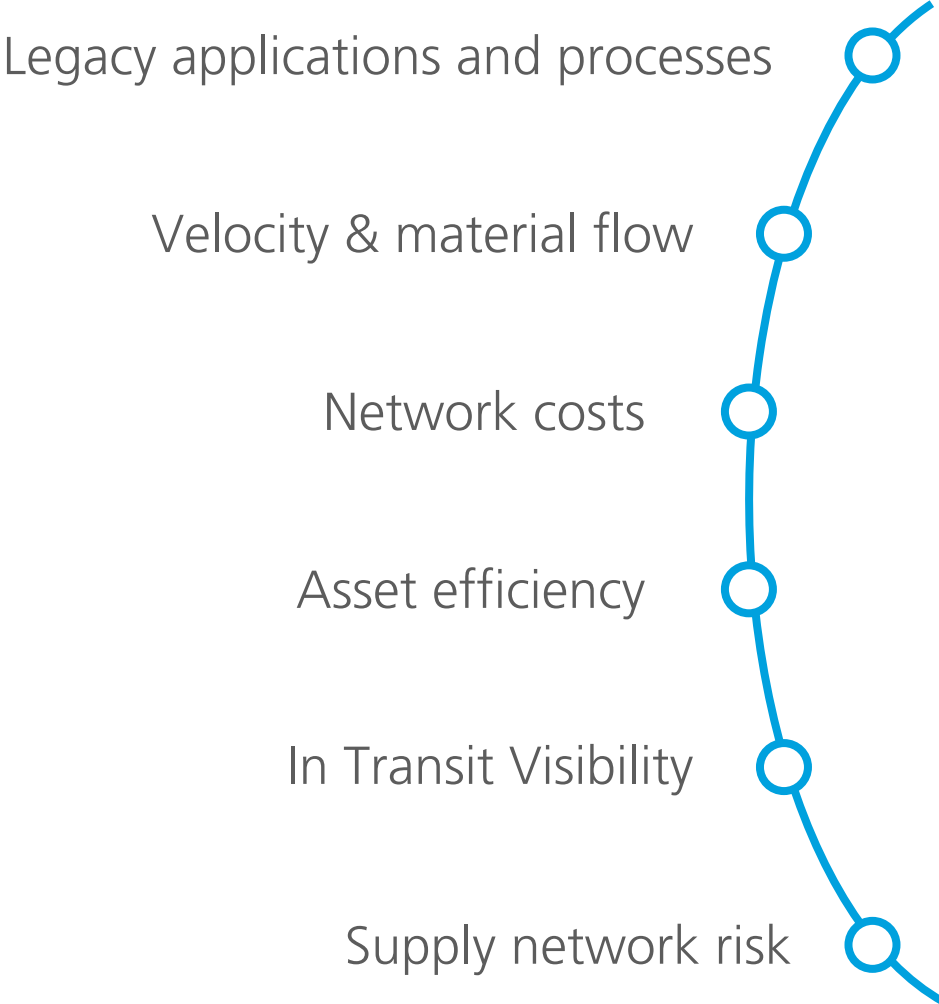 Legacy applications and processes
Velocity & material flow
Network costs
Asset efficiency
In Transit Visibility
Supply network risk